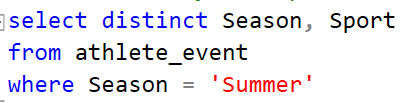 select distinct Season, Sport
from athlete_event
where Season = 'Summer'